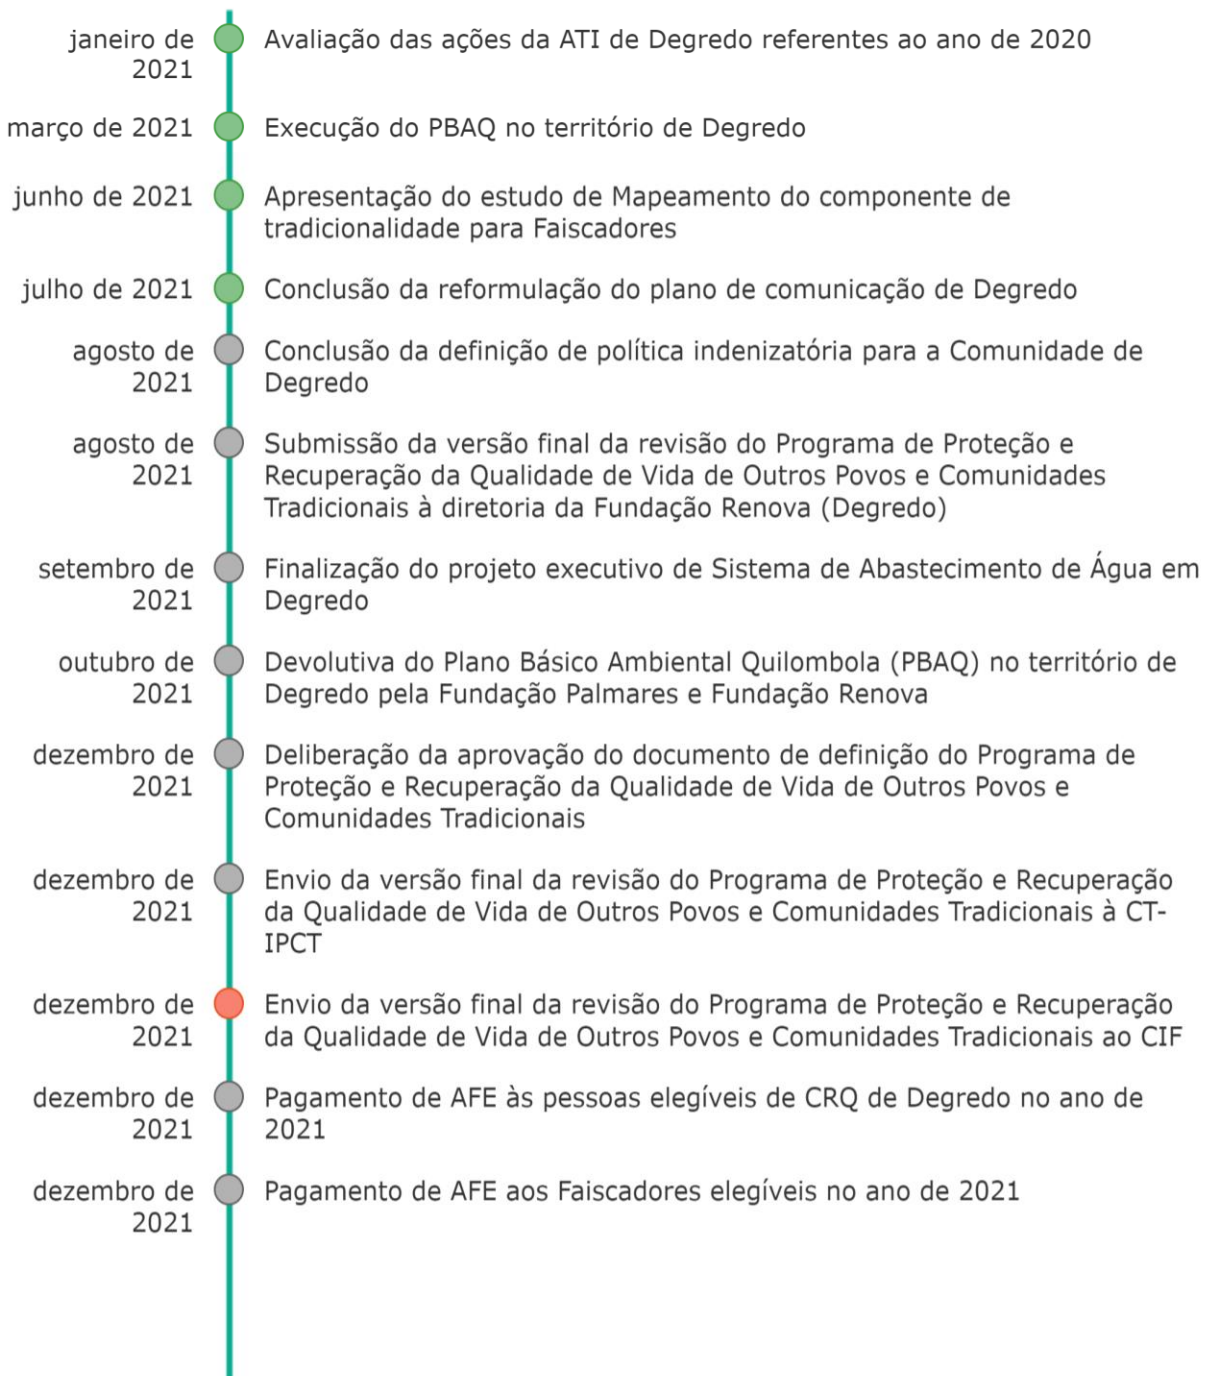 janeiro de
2021
Avaliação das ações da ATI de Degredo referentes ao ano de 2020
março de 2021
Execução do PBAQ no território de Degredo
junho de 2021
Apresentação do estudo de Mapeamento do componente de
tradicionalidade para Faiscadores
julho de 2021
Conclusão da reformulação do plano de comunicação de Degredo
agosto de
2021
Conclusão da definição de política indenizatória para a Comunidade de
Degredo
agosto de
2021
Submissão da versão final da revisão do Programa de Proteção e
Recuperação da Qualidade de Vida de Outros Povos e Comunidades
Tradicionais à diretoria da Fundação Renova (Degredo)
setembro de
2021
Finalização do projeto executivo de Sistema de Abastecimento de Água em
Degredo
outubro de
2021
Devolutiva do Plano Básico Ambiental Quilombola (PBAQ) no território de
Degredo pela Fundação Palmares e Fundação Renova
dezembro de
2021
Deliberação da aprovação do documento de definição do Programa de
Proteção e Recuperação da Qualidade de Vida de Outros Povos e
Comunidades Tradicionais
dezembro de
2021
Envio da versão final da revisão do Programa de Proteção e Recuperação
da Qualidade de Vida de Outros Povos e Comunidades Tradicionais à CT-
IPCT
dezembro de
2021
Envio da versão final da revisão do Programa de Proteção e Recuperação
da Qualidade de Vida de Outros Povos e Comunidades Tradicionais ao CIF
dezembro de
2021
Pagamento de AFE às pessoas elegíveis de CRQ de Degredo no ano de
2021
dezembro de
2021
Pagamento de AFE aos Faiscadores elegíveis no ano de 2021